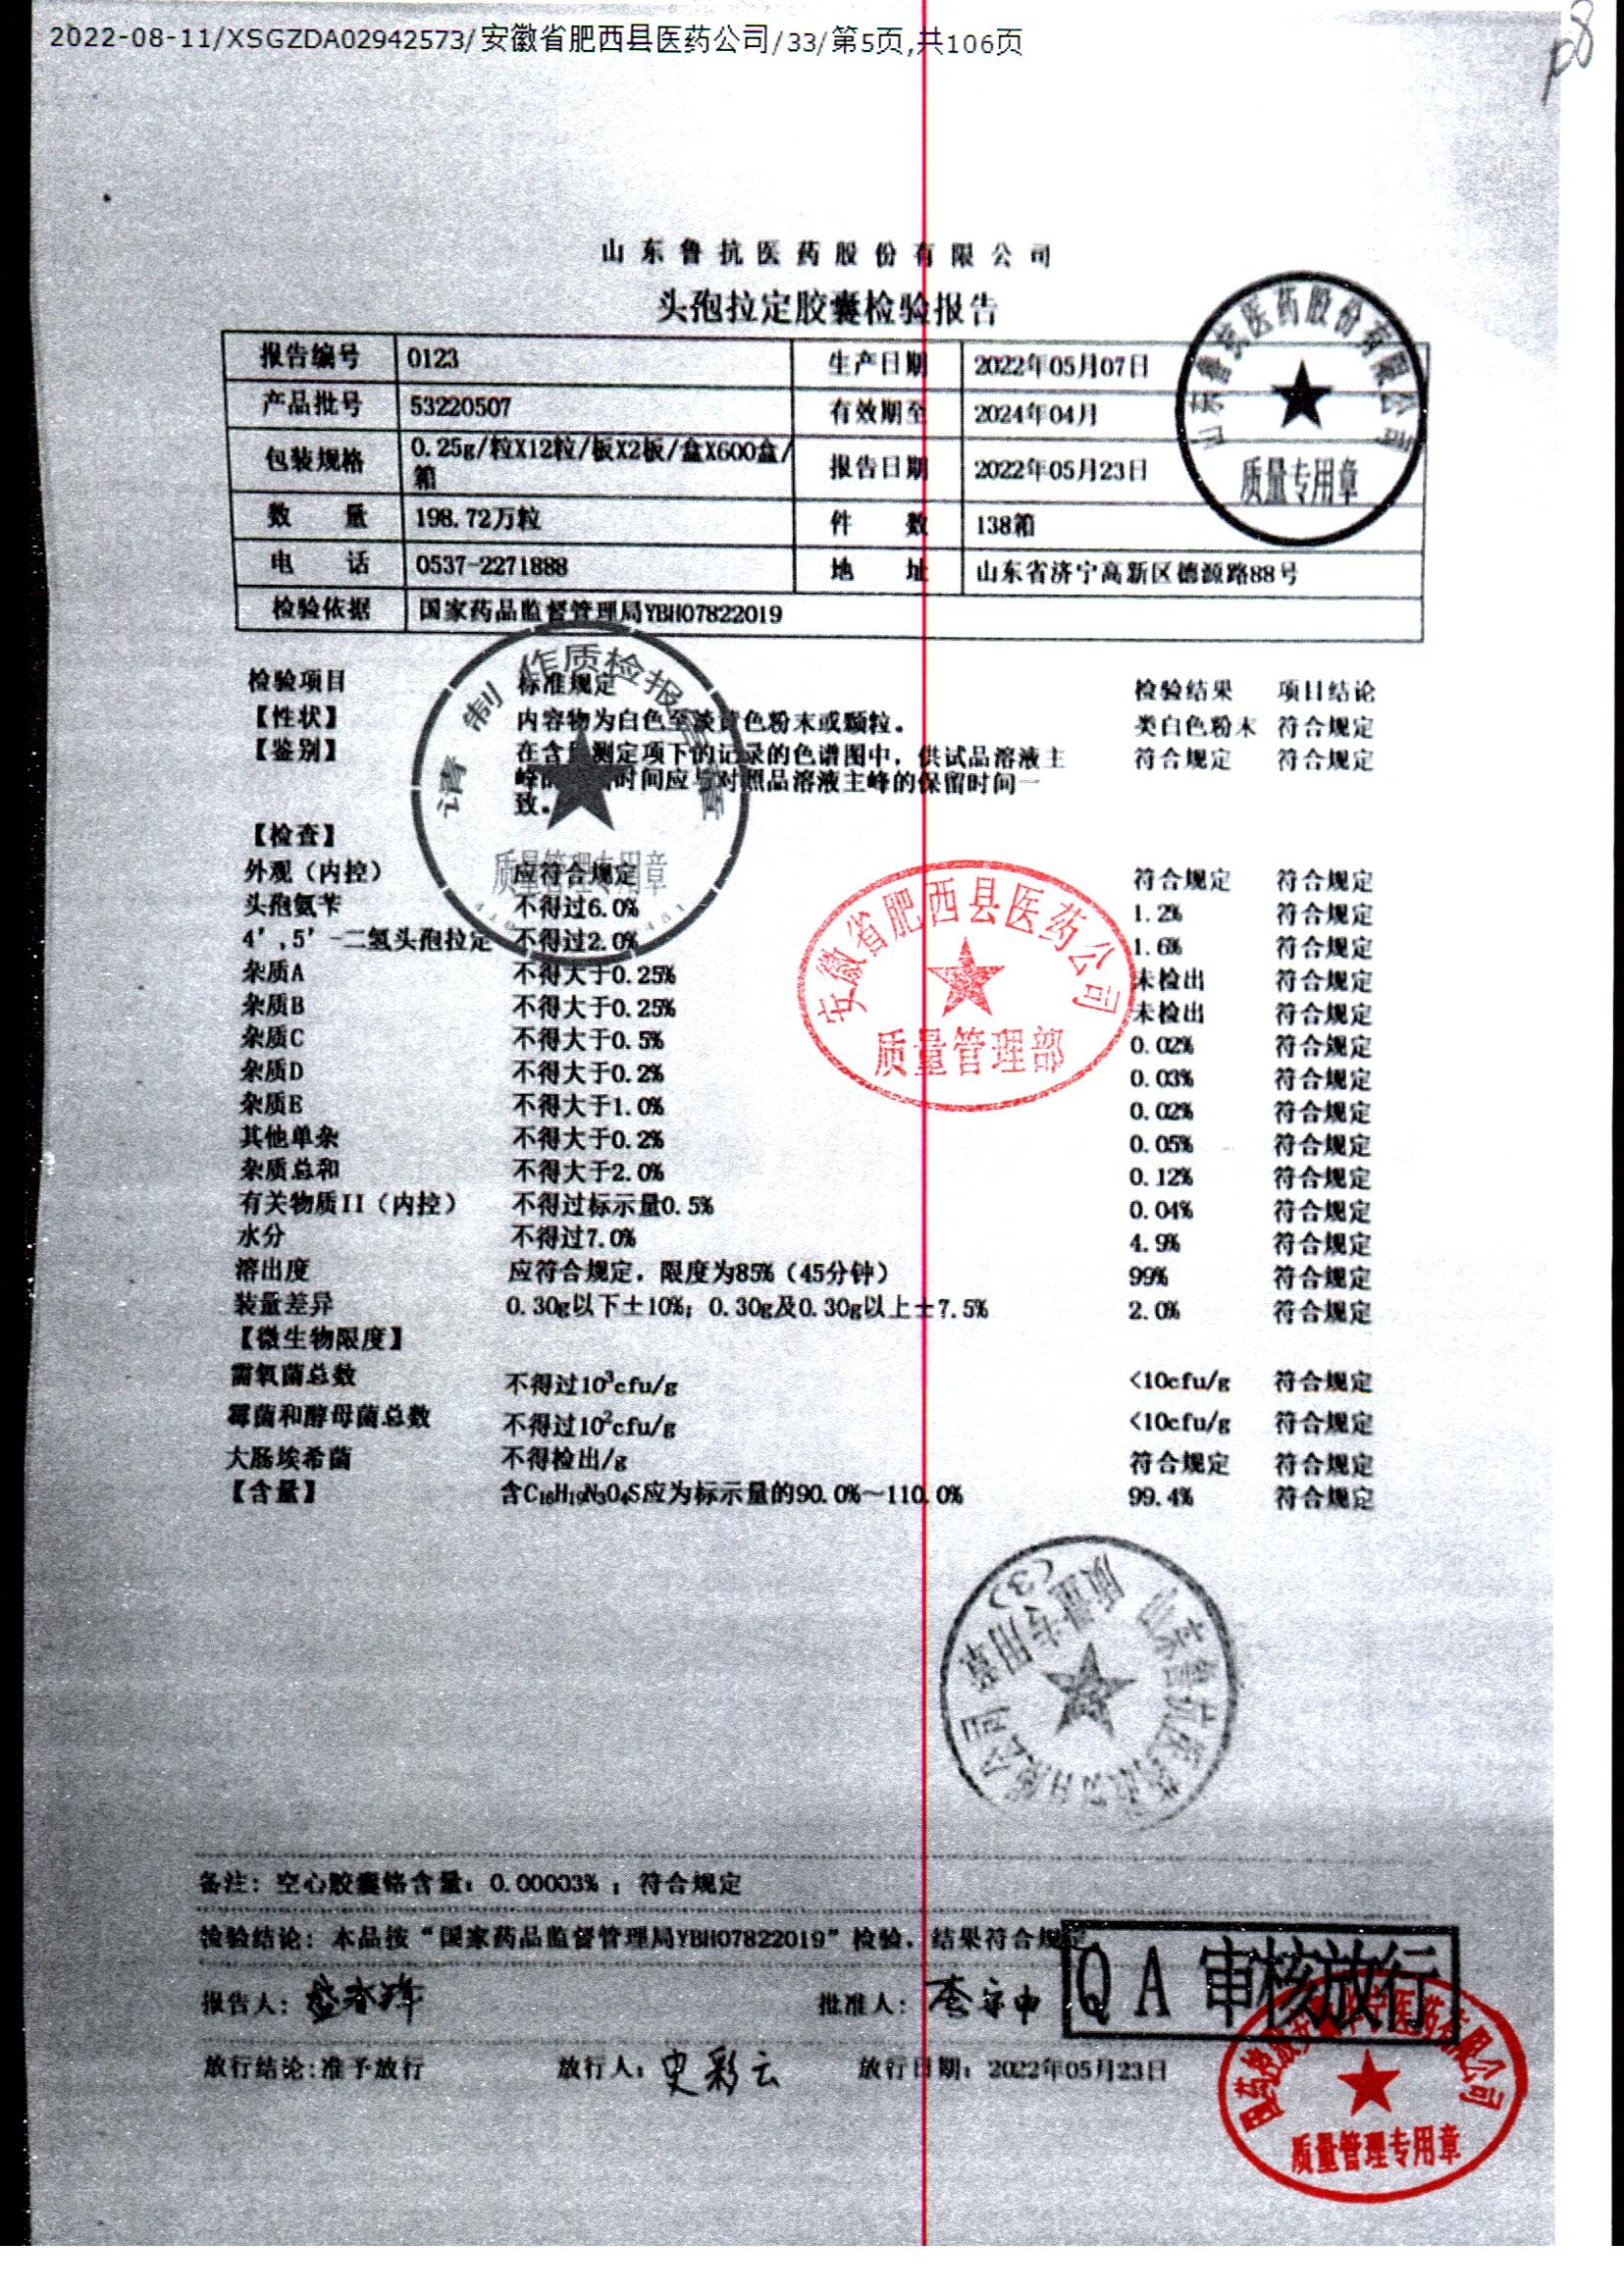 2022-08-11/XSGZDA02942573/安徽省肥西县医药公司/33/第5页,共106页
p8
山东鲁抗医药股份有限公司
头孢拉定胶囊检验报告
报告编号 0123 生产日期 2022年05月07日
产品批号 53220507 有效期至 2024年04月
包装规格 0.25g/粒X12粒/板X2板/盒X600盒/箱 报告日期 2022年05月23日
数量 198.72万粒 件数 138箱
电话 0537-2271888 地址 山东省济宁高新区德源路88号
检验依据 国家药品监督管理局YBH07822019
山东鲁抗医药股份有限公司
质量专用章
检验项目 标准规定 检验结果 项目结论
【性状】 内容物为白色至淡黄色粉末或颗粒。 类白色粉末 符合规定
【鉴别】 在含量测定项下的记录的色谱图中，供试品溶液主 符合规定 符合规定
峰的保留时间应与对照品溶液主峰的保留时间一
致。
质量管理专用章
【检查】
外观（内控） 应符合规定 符合规定 符合规定
头孢氨苄 不得过6.0% 1.2% 符合规定
4′,5′-二氢头孢拉定 不得过2.0% 1.6% 符合规定
杂质A 不得大于0.25% 未检出 符合规定
杂质B 不得大于0.25% 未检出 符合规定
杂质C 不得大于0.5% 0.02% 符合规定
杂质D 不得大于0.2% 0.03% 符合规定
杂质E 不得大于1.0% 0.02% 符合规定
其他单杂 不得大于0.2% 0.05% 符合规定
杂质总和 不得大于2.0% 0.12% 符合规定
有关物质II（内控） 不得过标示量0.5% 0.04% 符合规定
水分 不得过7.0% 4.9% 符合规定
溶出度 应符合规定，限度为85%（45分钟） 99% 符合规定
装量差异 0.30g以下±10%；0.30g及0.30g以上±7.5% 2.0% 符合规定
安徽省肥西县医药公司
质量管理部
【微生物限度】
需氧菌总数 不得过10³cfu/g <10cfu/g 符合规定
霉菌和酵母菌总数 不得过10²cfu/g <10cfu/g 符合规定
大肠埃希菌 不得检出/g 符合规定 符合规定
【含量】 含C₁₆H₁₉N₃O₄S应为标示量的90.0%～110.0% 99.4% 符合规定
质量专用章
(3)
备注：空心胶囊铬含量：0.00003%；符合规定
检验结论：本品按“国家药品监督管理局YBH07822019”检验，结果符合规定
QA 审核放行
报告人： 批准人：李宗申
放行结论:准予放行 放行人：史彩云 放行日期：2022年05月23日
质量管理专用章